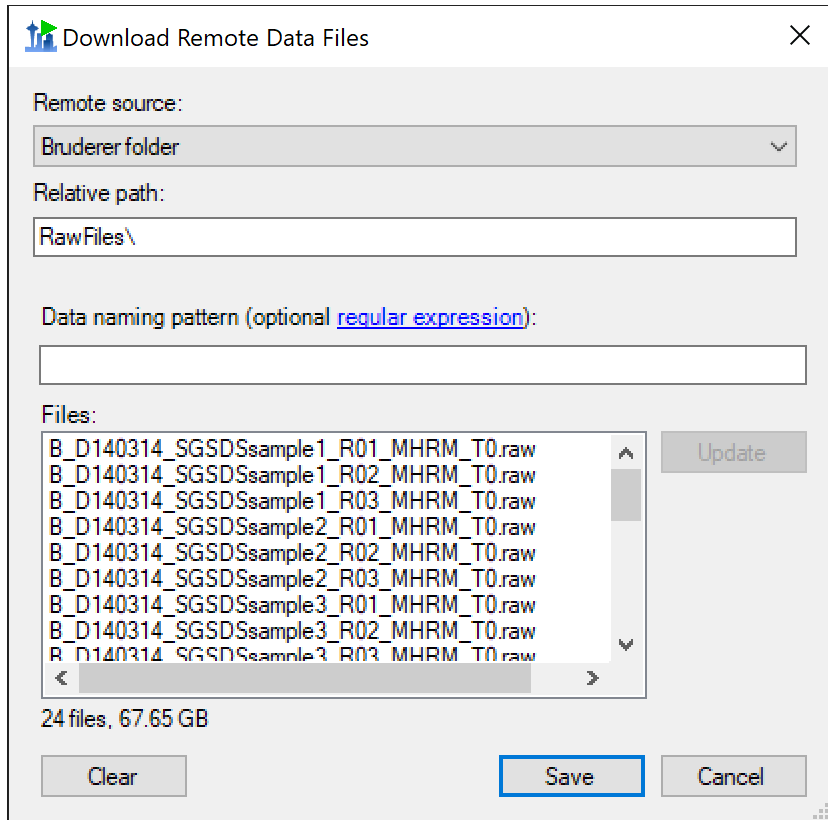 Download Remote Data Files
Remote source:
Bruderer folder
Relative path:
RawFiles\
Data naming pattern (optional regular expression):
Files:
B_D140314_SGSDSsample1_R01_MHRM_T0.raw
B_D140314_SGSDSsample1_R02_MHRM_T0.raw
B_D140314_SGSDSsample1_R03_MHRM_T0.raw
B_D140314_SGSDSsample2_R01_MHRM_T0.raw
B_D140314_SGSDSsample2_R02_MHRM_T0.raw
B_D140314_SGSDSsample2_R03_MHRM_T0.raw
B_D140314_SGSDSsample3_R01_MHRM_T0.raw
B_D140314_SGSDSsample3_R02_MHRM_T0.raw
B_D140314_SGSDSsample3_R03_MHRM_T0.raw
Update
24 files, 67.65 GB
Clear
Save
Cancel